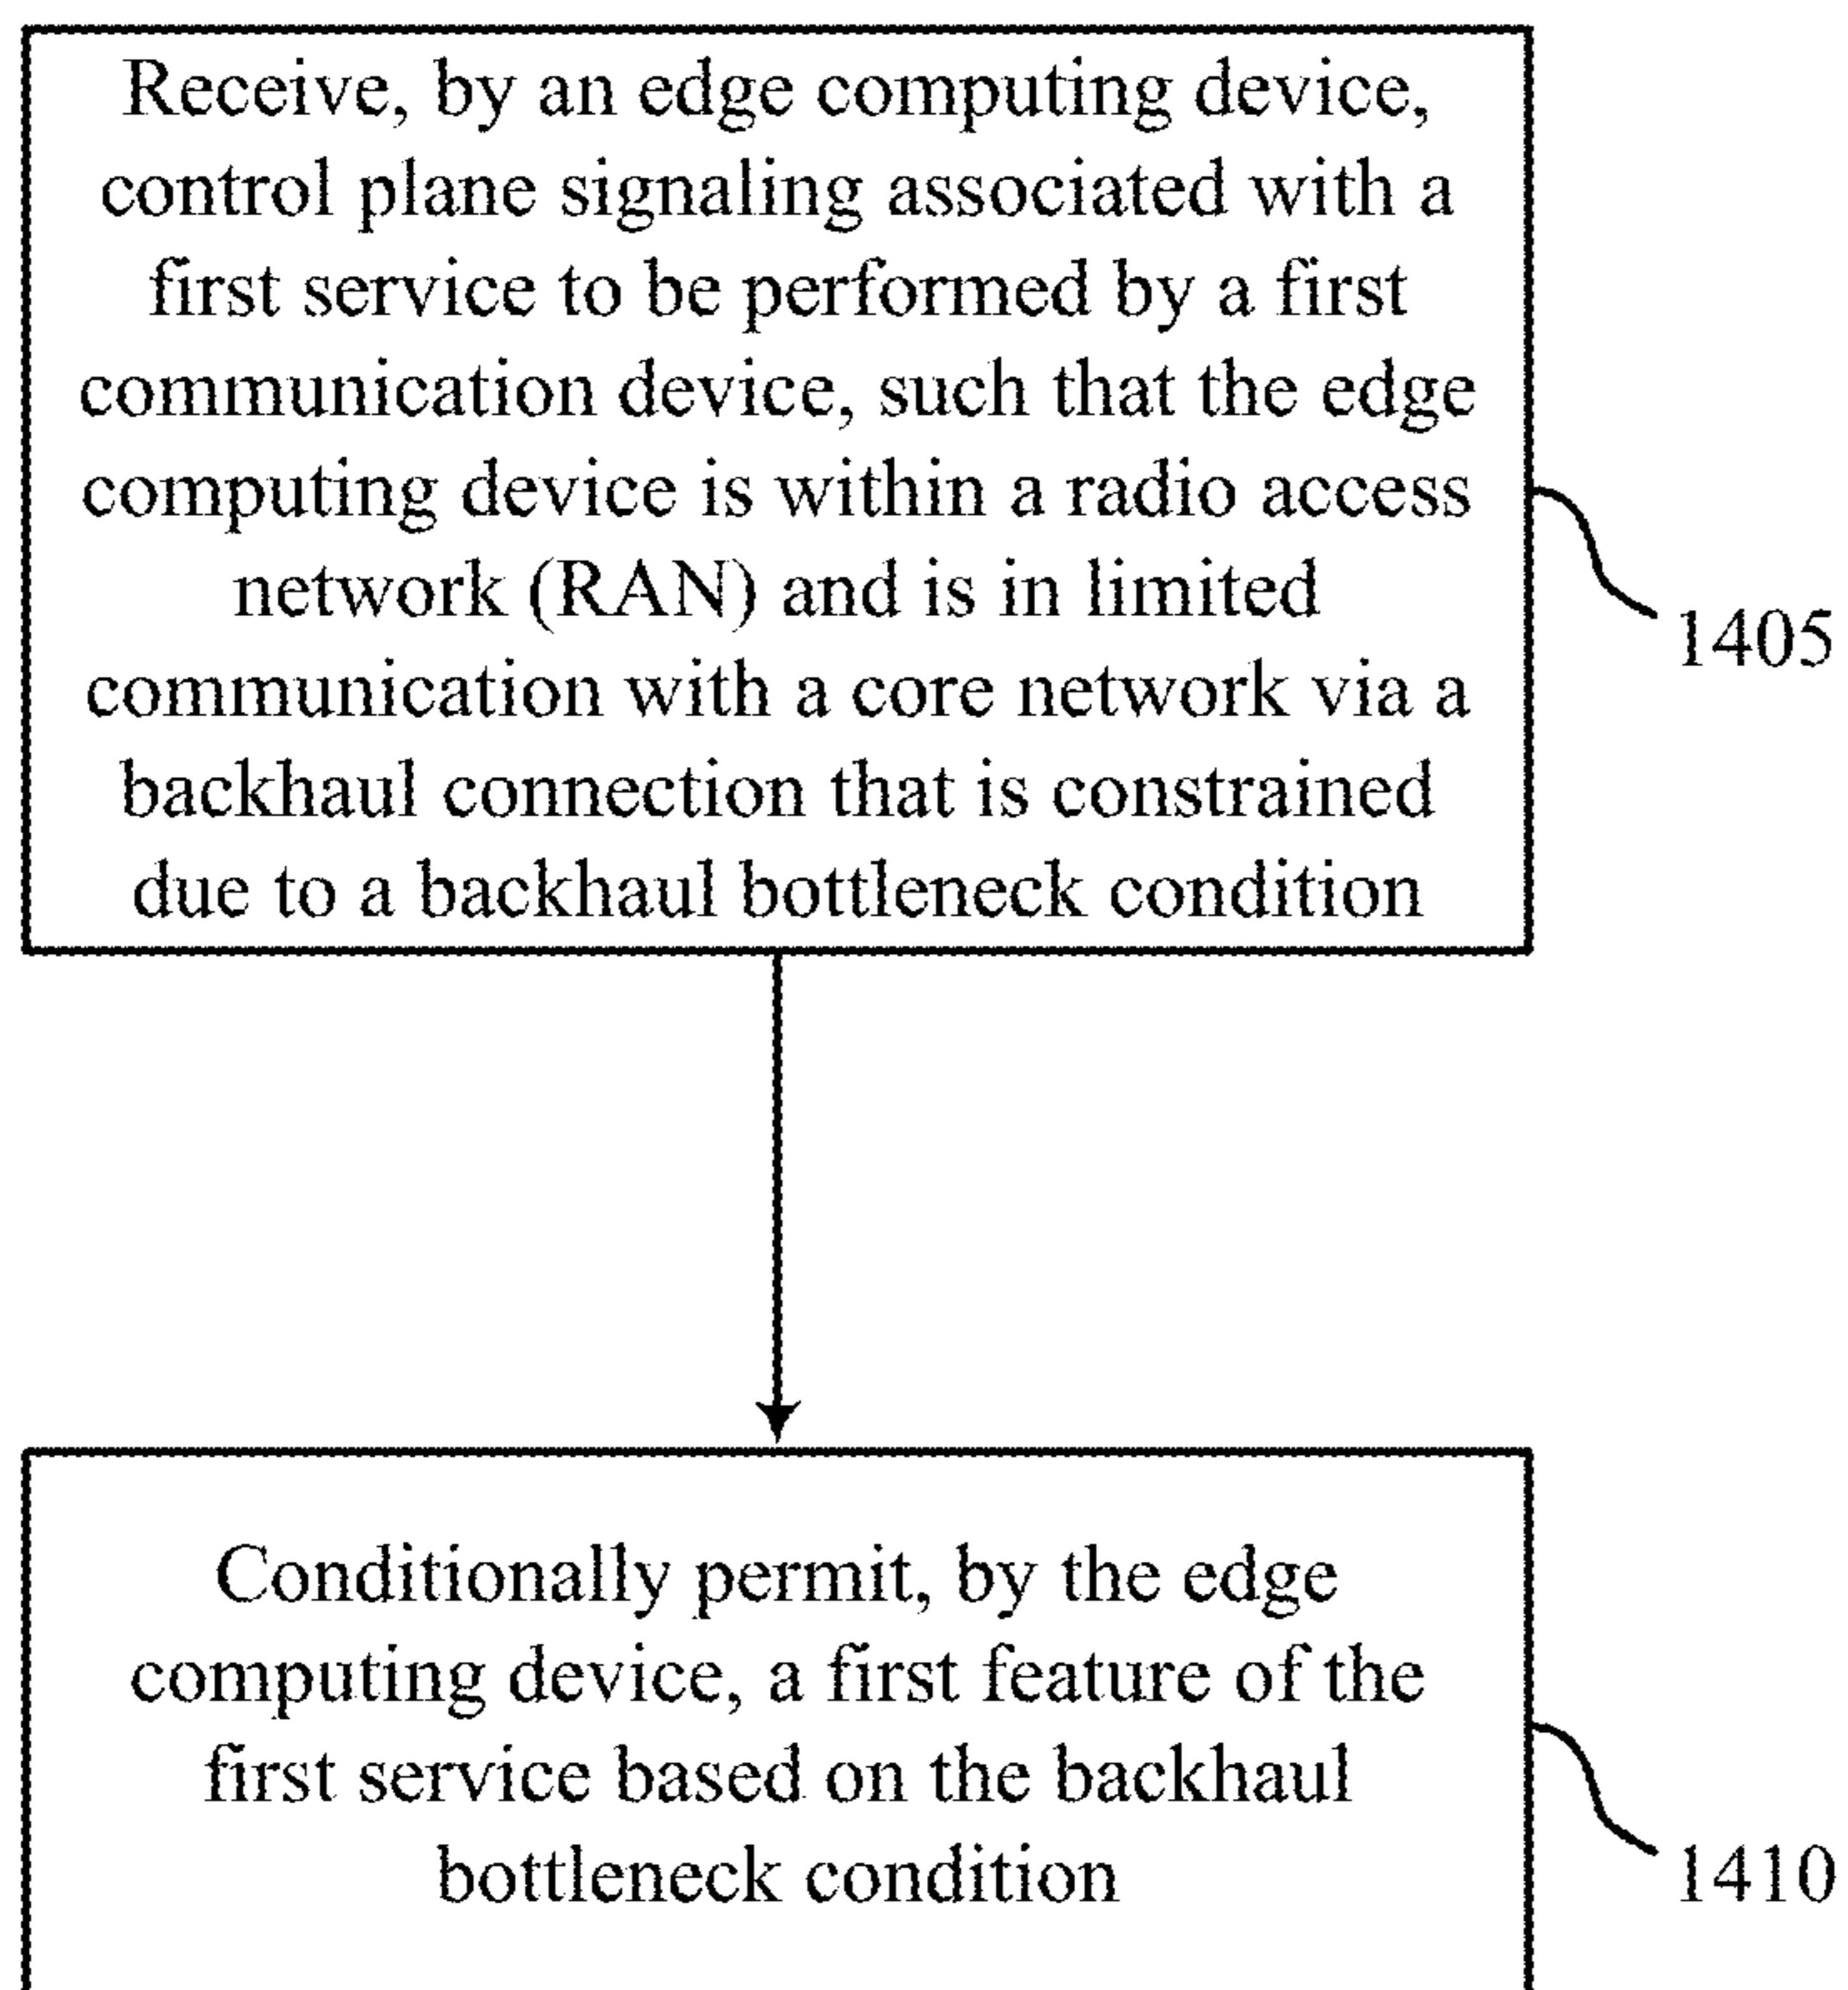 Receive, by an edge computing device,
control plane signaling associated with a
first service to be performed by a first
communication device, such that the edge
computing device is within a radio access
network (RAN) and is in limited
communication with a core network via a
backhaul connection that is constrained
due to a backhaul bottleneck condition
1405
Conditionally permit, by the edge
computing device, a first feature of the
first service based on the backhaul
bottleneck condition
1410